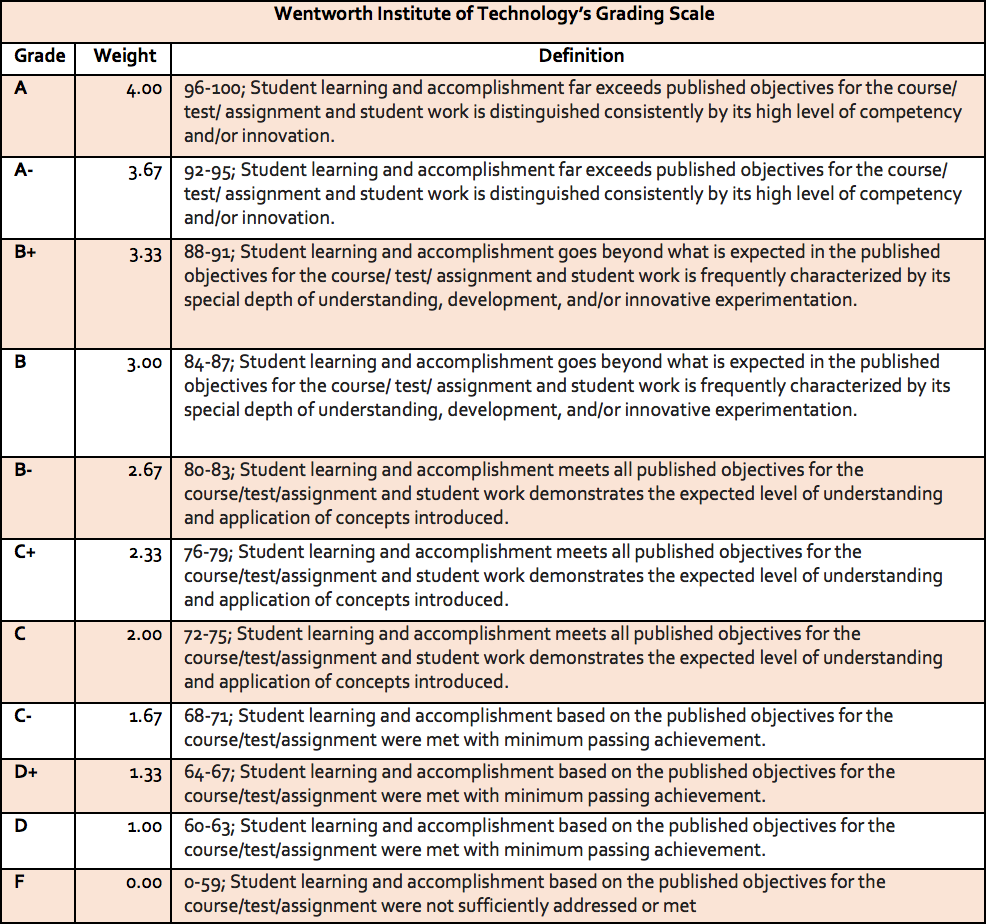 Wentworth Institute of Technology’s Grading Scale
Grade Weight Definition
A 4.00 96-100; Student learning and accomplishment far exceeds published objectives for the course/
test/ assignment and student work is distinguished consistently by its high level of competency
and/or innovation.
A- 3.67 92-95; Student learning and accomplishment far exceeds published objectives for the course/
test/ assignment and student work is distinguished consistently by its high level of competency
and/or innovation.
B+ 3.33 88-91; Student learning and accomplishment goes beyond what is expected in the published
objectives for the course/ test/ assignment and student work is frequently characterized by its
special depth of understanding, development, and/or innovative experimentation.
B 3.00 84-87; Student learning and accomplishment goes beyond what is expected in the published
objectives for the course/ test/ assignment and student work is frequently characterized by its
special depth of understanding, development, and/or innovative experimentation.
B- 2.67 80-83; Student learning and accomplishment meets all published objectives for the
course/test/assignment and student work demonstrates the expected level of understanding
and application of concepts introduced.
C+ 2.33 76-79; Student learning and accomplishment meets all published objectives for the
course/test/assignment and student work demonstrates the expected level of understanding
and application of concepts introduced.
C 2.00 72-75; Student learning and accomplishment meets all published objectives for the
course/test/assignment and student work demonstrates the expected level of understanding
and application of concepts introduced.
C- 1.67 68-71; Student learning and accomplishment based on the published objectives for the
course/test/assignment were met with minimum passing achievement.
D+ 1.33 64-67; Student learning and accomplishment based on the published objectives for the
course/test/assignment were met with minimum passing achievement.
D 1.00 60-63; Student learning and accomplishment based on the published objectives for the
course/test/assignment were met with minimum passing achievement.
F 0.00 0-59; Student learning and accomplishment based on the published objectives for the
course/test/assignment were not sufficiently addressed or met